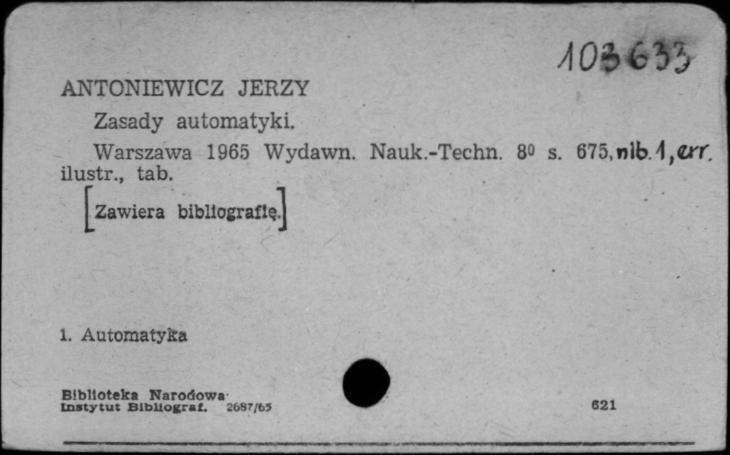 103633
ANTONIEWICZ JERZY
Zasady automatyki.
Warszawa 1965 Wydawn. Nauk.-Techn. 8⁰ s. 675, nlb. 1, err.
ilustr., tab.
[Zawiera bibliografię.]
1. Automatyka
Biblioteka Narodowa
Instytut Bibliograf. 2687/65
621